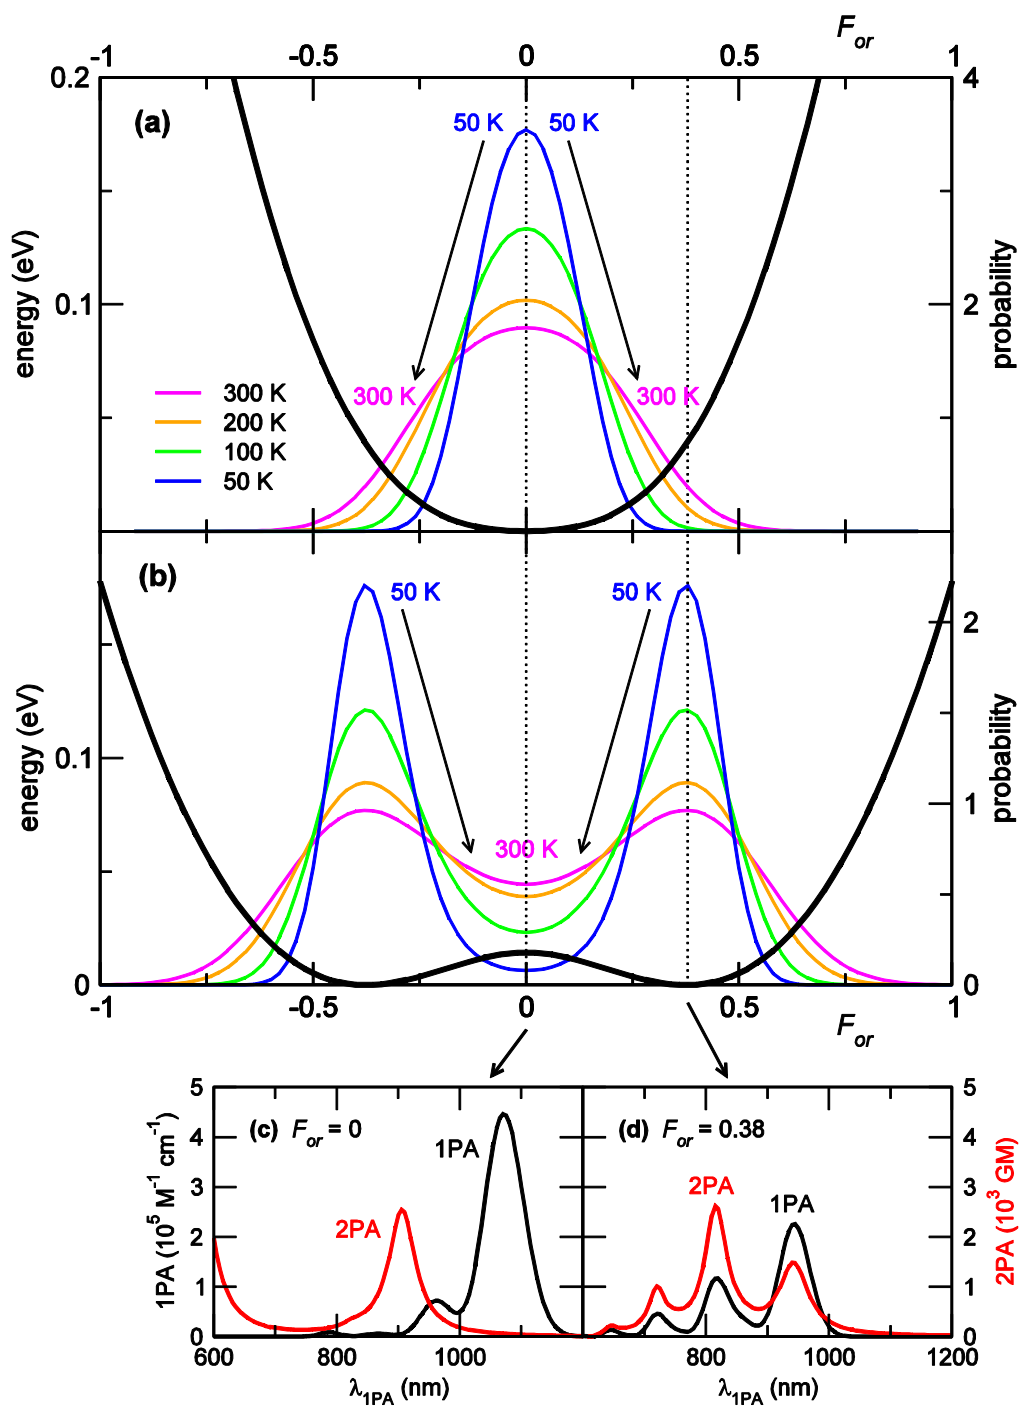 F_or
-1 -0.5 0 0.5 1
0.2 4
(a) 50 K 50 K
energy (eV) 0.1 2 probability
300 K 300 K
300 K
200 K
100 K
50 K
(b) 50 K 50 K
2
energy (eV) 0.1 1 probability
300 K
0 0
-1 -0.5 0 0.5 1
F_or
(c) F_or = 0
1PA
2PA
1PA (10^5 M^-1 cm^-1)
5
4
3
2
1
0
600 800 1000
λ_1PA (nm)
(d) F_or = 0.38
2PA
1PA
5
4
3
2
1
0
2PA (10^3 GM)
800 1000 1200
λ_1PA (nm)